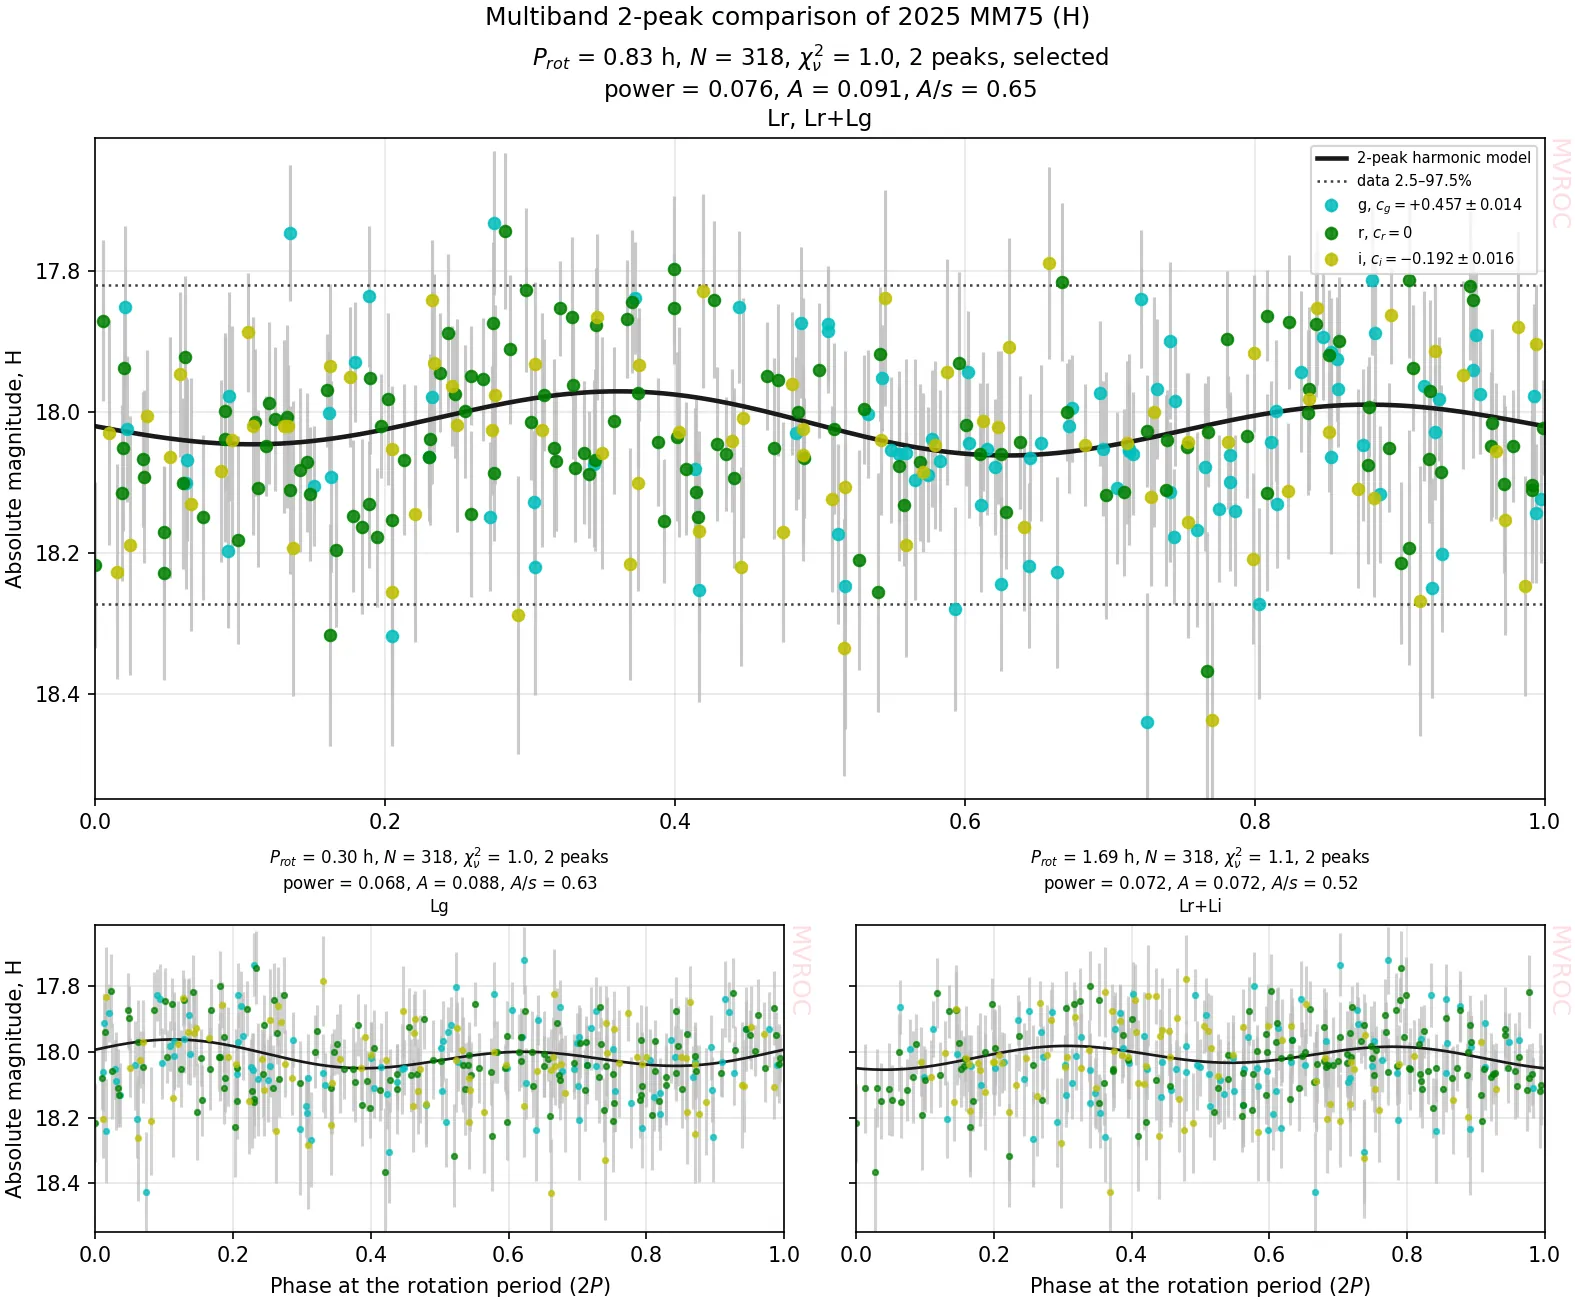 Multiband 2-peak comparison of 2025 MM75 (H)
P_rot = 0.83 h, N = 318, χ²_ν = 1.0, 2 peaks, selected
power = 0.076, A = 0.091, A/s = 0.65
Lr, Lr+Lg
2-peak harmonic model
data 2.5–97.5%
g, c_g = +0.457 ± 0.014
r, c_r = 0
i, c_i = −0.192 ± 0.016
MVROC
Absolute magnitude, H
17.8
18.0
18.2
18.4
0.0 0.2 0.4 0.6 0.8 1.0
P_rot = 0.30 h, N = 318, χ²_ν = 1.0, 2 peaks
power = 0.068, A = 0.088, A/s = 0.63
Lg
MVROC
Absolute magnitude, H
17.8
18.0
18.2
18.4
0.0 0.2 0.4 0.6 0.8 1.0
Phase at the rotation period (2P)
P_rot = 1.69 h, N = 318, χ²_ν = 1.1, 2 peaks
power = 0.072, A = 0.072, A/s = 0.52
Lr+Li
MVROC
0.0 0.2 0.4 0.6 0.8 1.0
Phase at the rotation period (2P)